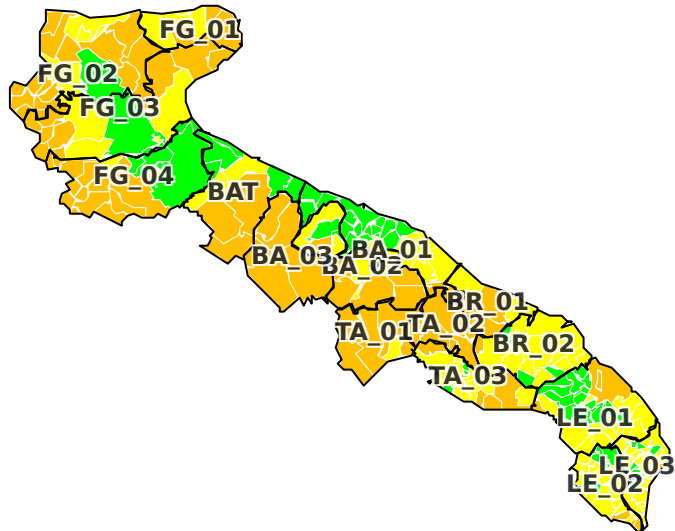 FG_01
FG_02
FG_03
FG_04
BAT
BA_01
BA_02
BA_03
BR_01
TA_02
TA_01
BR_02
TA_03
LE_01
LE_03
LE_02